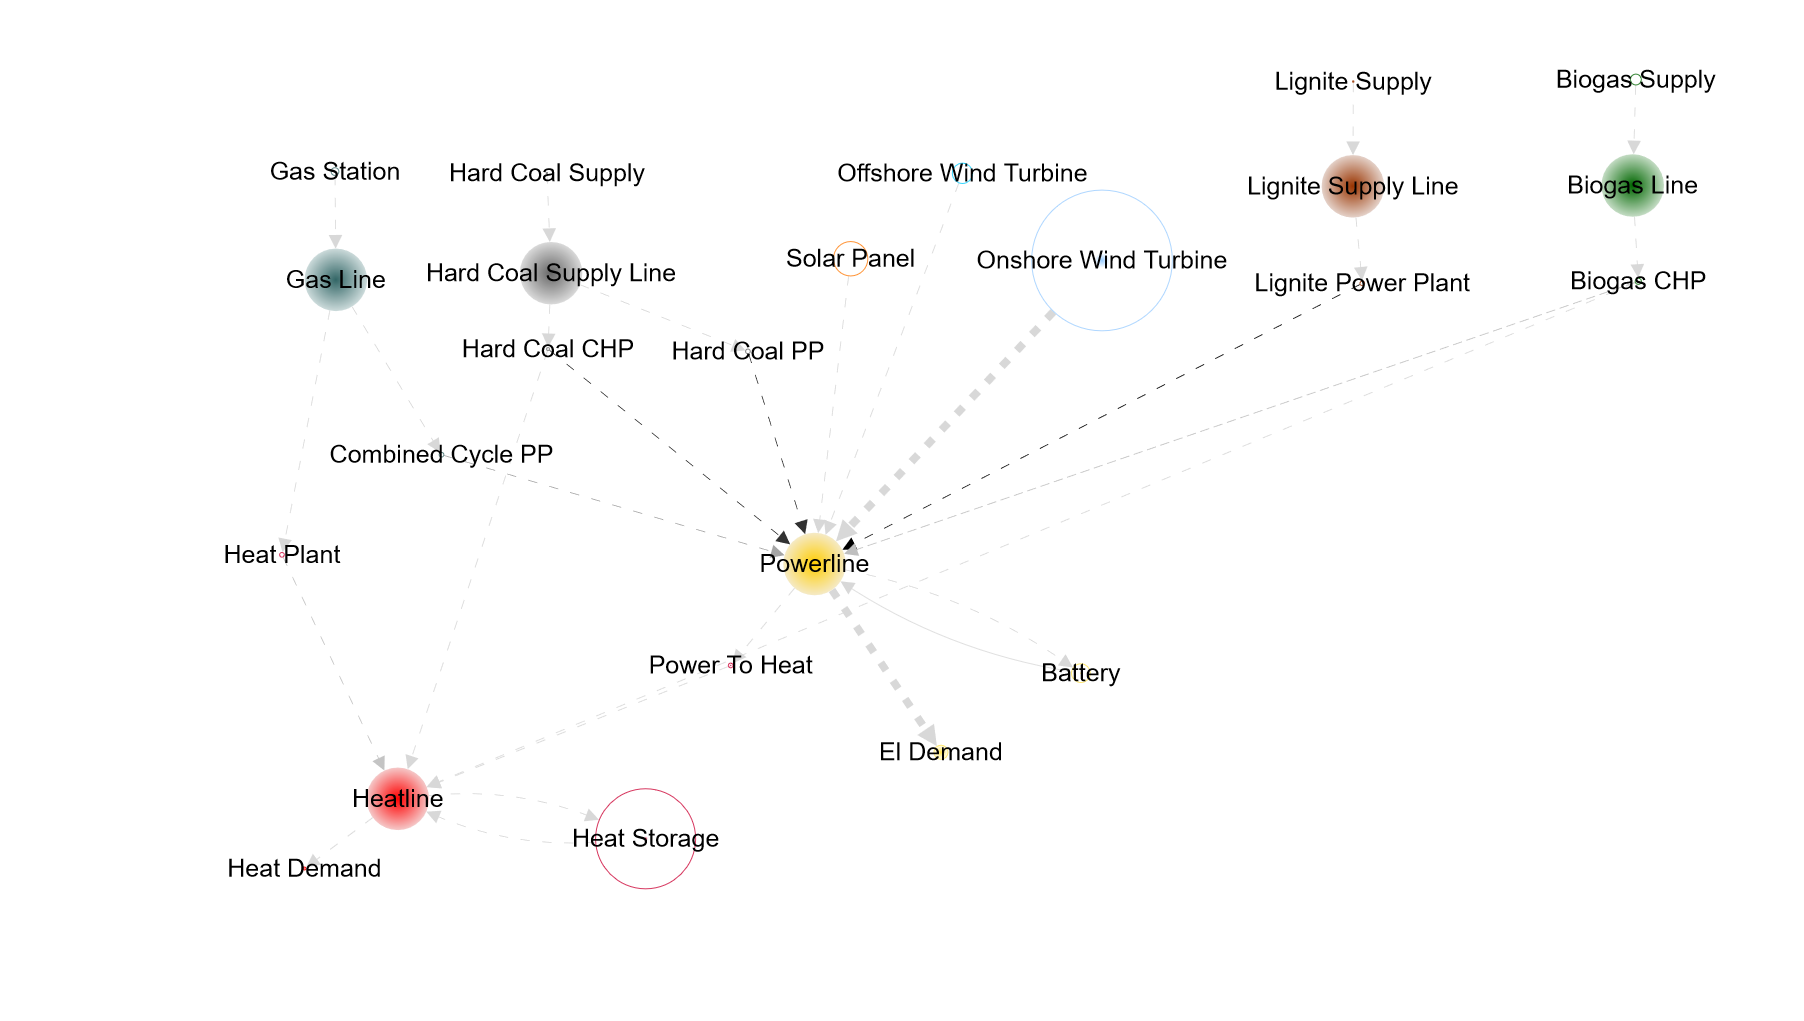 Lignite Supply
Biogas Supply
Gas Station
Hard Coal Supply
Offshore Wind Turbine
Lignite Supply Line
Biogas Line
Solar Panel
Onshore Wind Turbine
Gas Line
Hard Coal Supply Line
Lignite Power Plant
Biogas CHP
Hard Coal CHP
Hard Coal PP
Combined Cycle PP
Heat Plant
Powerline
Power To Heat
Battery
El Demand
Heatline
Heat Storage
Heat Demand